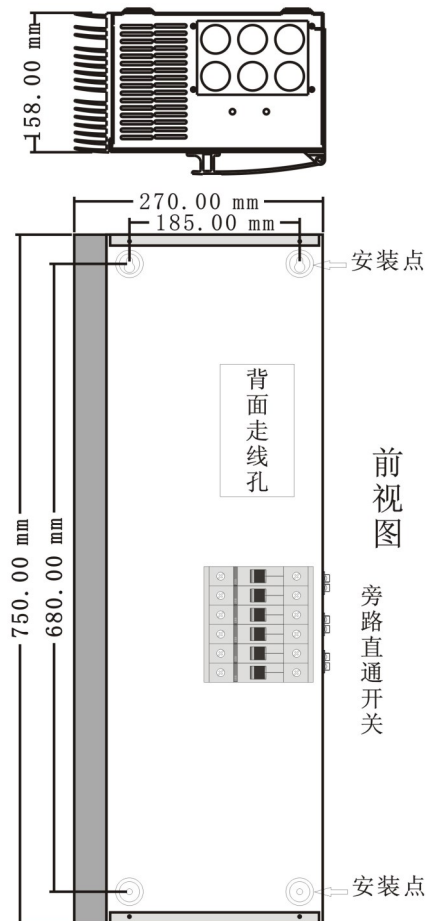 158.00 mm
270.00 mm
185.00 mm
安装点
背面走线孔
前视图
750.00 mm
680.00 mm
旁路直通开关
安装点